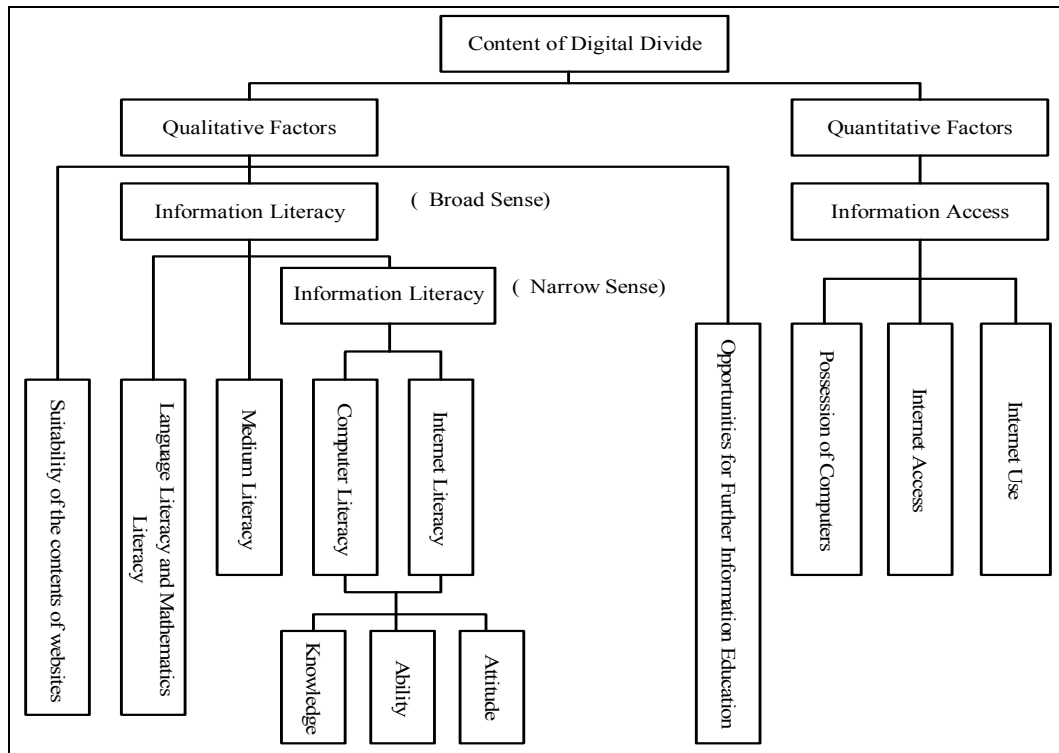 Content of Digital Divide
Qualitative Factors
Quantitative Factors
Information Literacy
( Broad Sense)
Information Access
Information Literacy
( Narrow Sense)
Suitability of the contents of websites
Language Literacy and Mathematics
Literacy
Medium Literacy
Computer Literacy
Internet Literacy
Opportunities for Further Information Education
Possession of Computers
Internet Access
Internet Use
Knowledge
Ability
Attitude